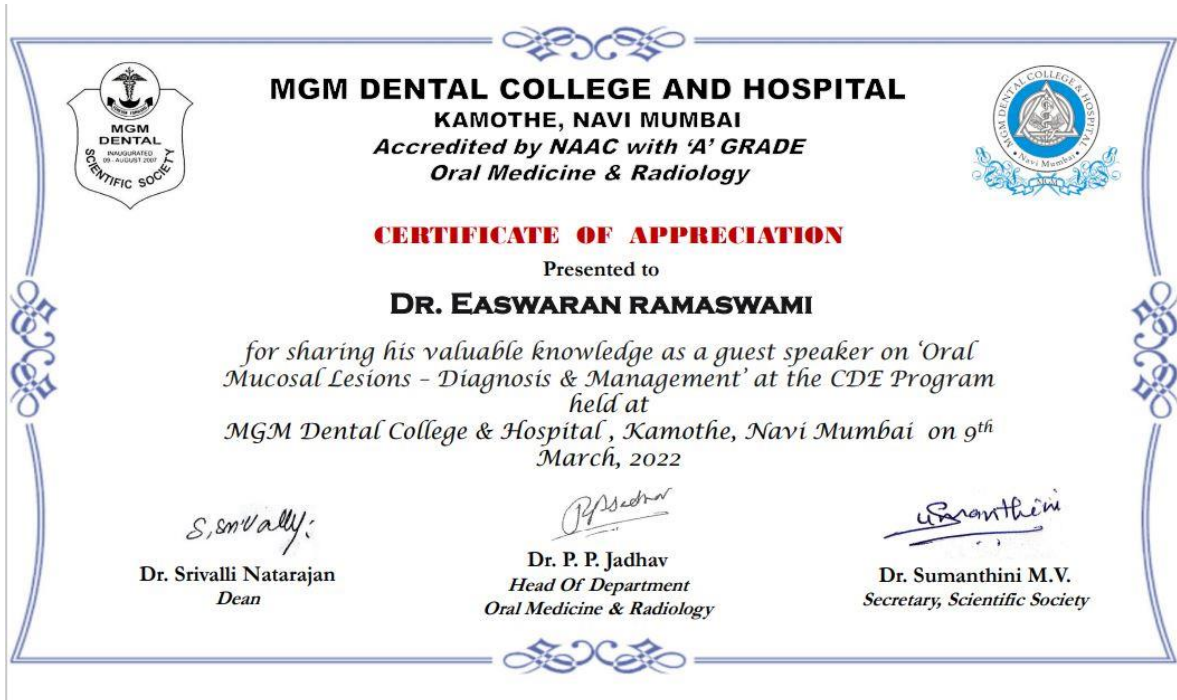 MGM DENTAL COLLEGE AND HOSPITAL
KAMOTHE, NAVI MUMBAI
Accredited by NAAC with ‘A’ GRADE
Oral Medicine & Radiology
MGM
DENTAL
INAUGURATED
09 - AUGUST 2007
SCIENTIFIC SOCIETY
MGM DENTAL COLLEGE & HOSPITAL
Navi Mumbai
MGM
CERTIFICATE OF APPRECIATION
Presented to
DR. EASWARAN RAMASWAMI
for sharing his valuable knowledge as a guest speaker on ‘Oral
Mucosal Lesions – Diagnosis & Management’ at the CDE Program
held at
MGM Dental College & Hospital , Kamothe, Navi Mumbai on 9th
March, 2022
Dr. Srivalli Natarajan
Dean
Dr. P. P. Jadhav
Head Of Department
Oral Medicine & Radiology
Dr. Sumanthini M.V.
Secretary, Scientific Society